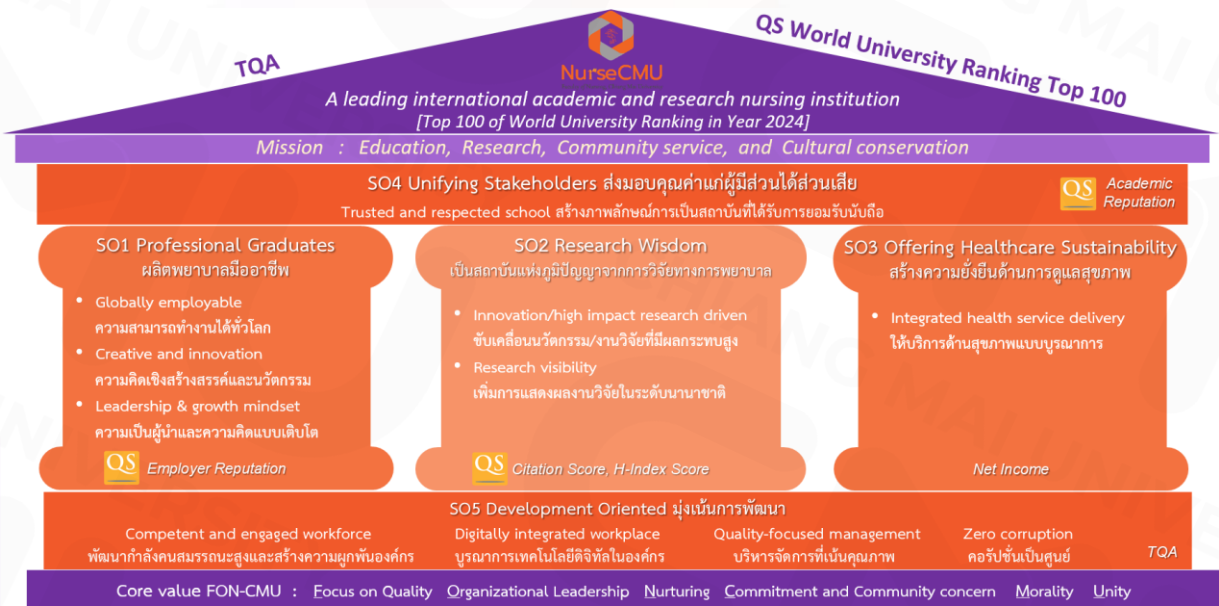 TQA
QS World University Ranking Top 100
NurseCMU
A leading international academic and research nursing institution
[Top 100 of World University Ranking in Year 2024]
Mission : Education, Research, Community service, and Cultural conservation
SO4 Unifying Stakeholders ส่งมอบคุณค่าแก่ผู้มีส่วนได้ส่วนเสีย
Trusted and respected school สร้างภาพลักษณ์การเป็นสถาบันที่ได้รับการยอมรับนับถือ
QS
Academic
Reputation
SO1 Professional Graduates
ผลิตพยาบาลมืออาชีพ
• Globally employable
ความสามารถทำงานได้ทั่วโลก
• Creative and innovation
ความคิดเชิงสร้างสรรค์และนวัตกรรม
• Leadership & growth mindset
ความเป็นผู้นำและความคิดแบบเติบโต
QS Employer Reputation
SO2 Research Wisdom
เป็นสถาบันแห่งภูมิปัญญาจากการวิจัยทางการพยาบาล
• Innovation/high impact research driven
ขับเคลื่อนนวัตกรรม/งานวิจัยที่มีผลกระทบสูง
• Research visibility
เพิ่มการแสดงผลงานวิจัยในระดับนานาชาติ
QS Citation Score, H-Index Score
SO3 Offering Healthcare Sustainability
สร้างความยั่งยืนด้านการดูแลสุขภาพ
• Integrated health service delivery
ให้บริการด้านสุขภาพแบบบูรณาการ
Net Income
SO5 Development Oriented มุ่งเน้นการพัฒนา
Competent and engaged workforce
พัฒนากำลังคนสมรรถนะสูงและสร้างความผูกพันองค์กร
Digitally integrated workplace
บูรณาการเทคโนโลยีดิจิทัลในองค์กร
Quality-focused management
บริหารจัดการที่เน้นคุณภาพ
Zero corruption
คอรัปชั่นเป็นศูนย์
TQA
Core value FON-CMU : Focus on Quality Organizational Leadership Nurturing Commitment and Community concern Morality Unity